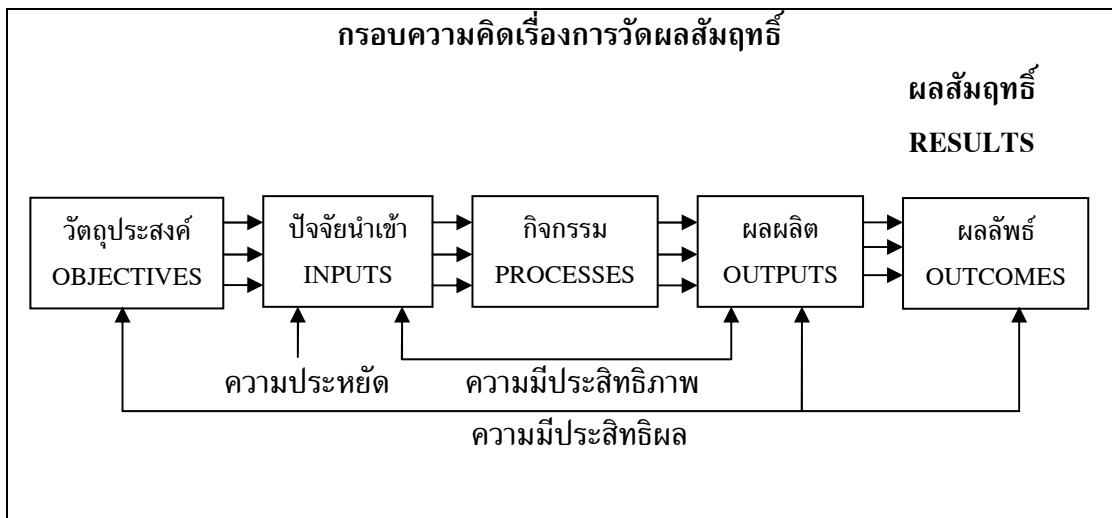 กรอบความคิดเรื่องการวัดผลสัมฤทธิ์
ผลสัมฤทธิ์
RESULTS
วัตถุประสงค์
OBJECTIVES
ปัจจัยนำเข้า
INPUTS
กิจกรรม
PROCESSES
ผลผลิต
OUTPUTS
ผลลัพธ์
OUTCOMES
ความประหยัด
ความมีประสิทธิภาพ
ความมีประสิทธิผล